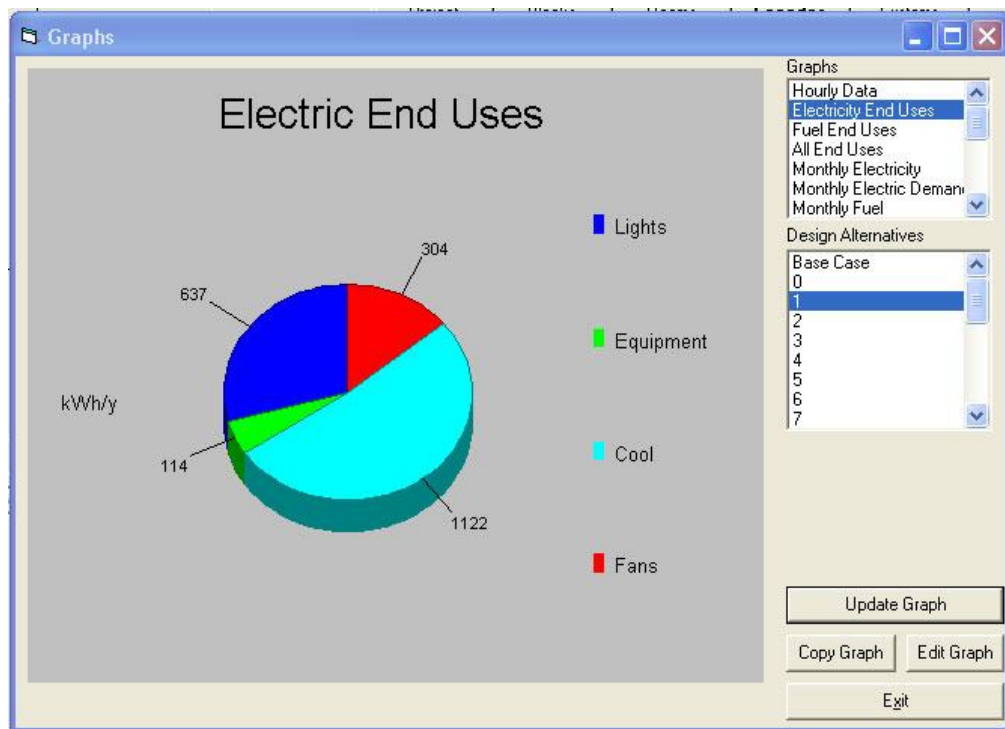 Graphs
Electric End Uses
Lights
304
637
Equipment
kWh/y
Cool
114
1122
Fans
Graphs
Hourly Data
Electricity End Uses
Fuel End Uses
All End Uses
Monthly Electricity
Monthly Electric
Monthly Fuel
Design Alternatives
Base Case
0
1
2
3
4
5
6
7
Update Graph
Copy Graph
Edit Graph
Exit